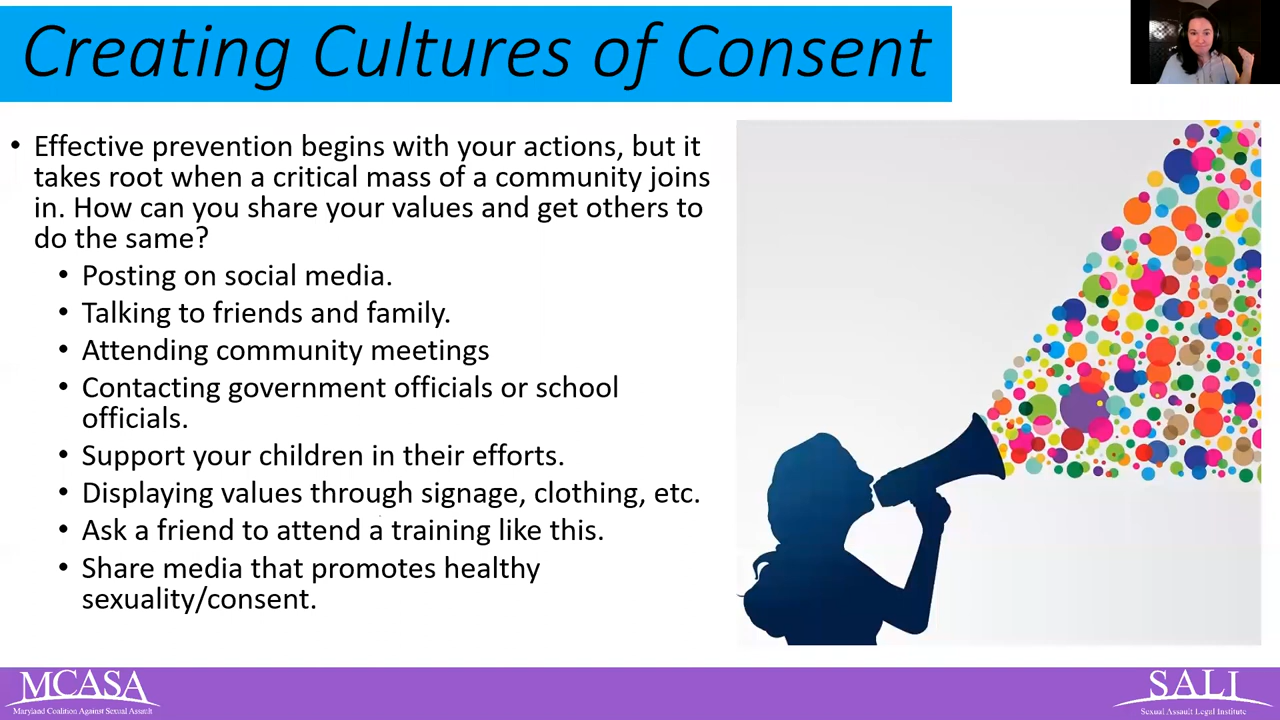 Creating Cultures of Consent
• Effective prevention begins with your actions, but it
takes root when a critical mass of a community joins
in. How can you share your values and get others to
do the same?
• Posting on social media.
• Talking to friends and family.
• Attending community meetings
• Contacting government officials or school
officials.
• Support your children in their efforts.
• Displaying values through signage, clothing, etc.
• Ask a friend to attend a training like this.
• Share media that promotes healthy
sexuality/consent.
MCASA
Maryland Coalition Against Sexual Assault
SALI
Sexual Assault Legal Institute